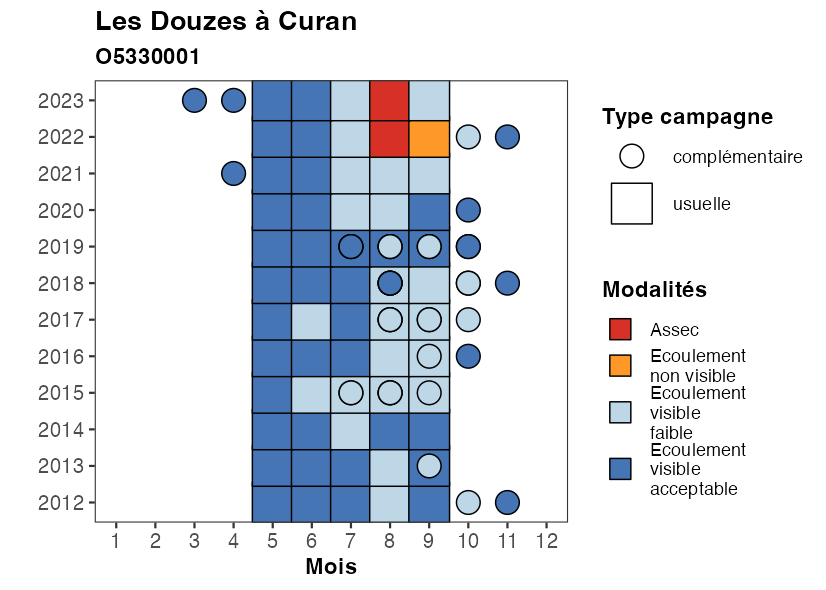 Les Douzes à Curan
O5330001
2023
2022
2021
2020
2019
2018
2017
2016
2015
2014
2013
2012
1 2 3 4 5 6 7 8 9 10 11 12
Mois
Type campagne
complémentaire
usuelle
Modalités
Assec
Ecoulement
non visible
Ecoulement
visible
faible
Ecoulement
visible
acceptable